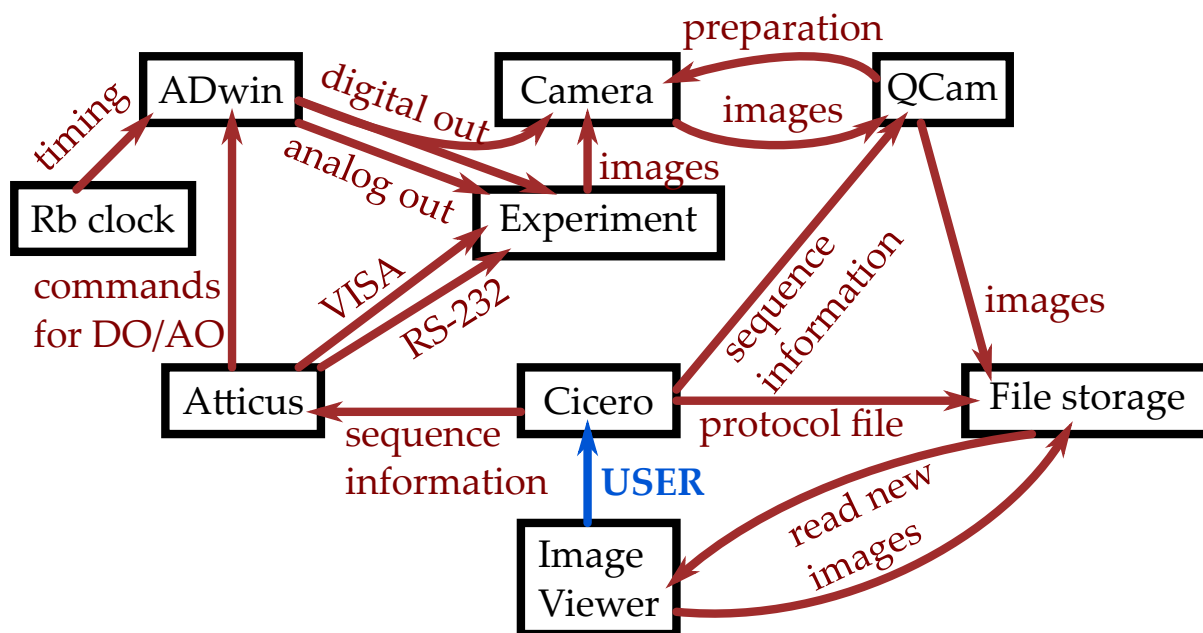 preparation
ADwin
Camera
QCam
timing
digital out
images
analog out
images
Rb clock
Experiment
commands
for DO/AO
VISA
RS-232
sequence
information
images
Atticus
Cicero
File storage
sequence
information
protocol file
USER
read new
images
Image
Viewer